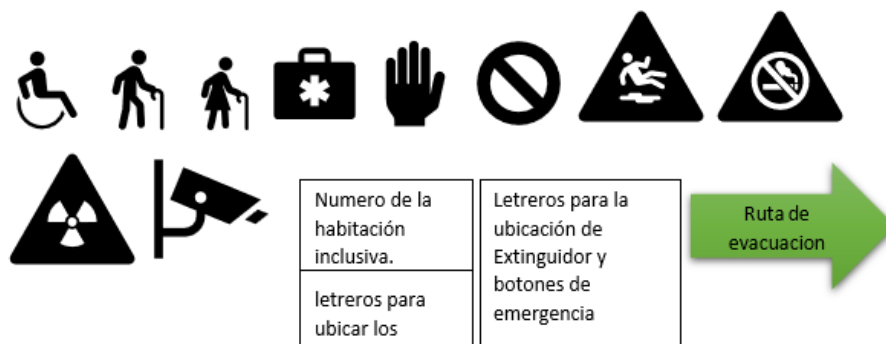 Numero de la
habitación
inclusiva.
letreros para
ubicar los
Letreros para la
ubicación de
Extinguidor y
botones de
emergencia
Ruta de
evacuacion